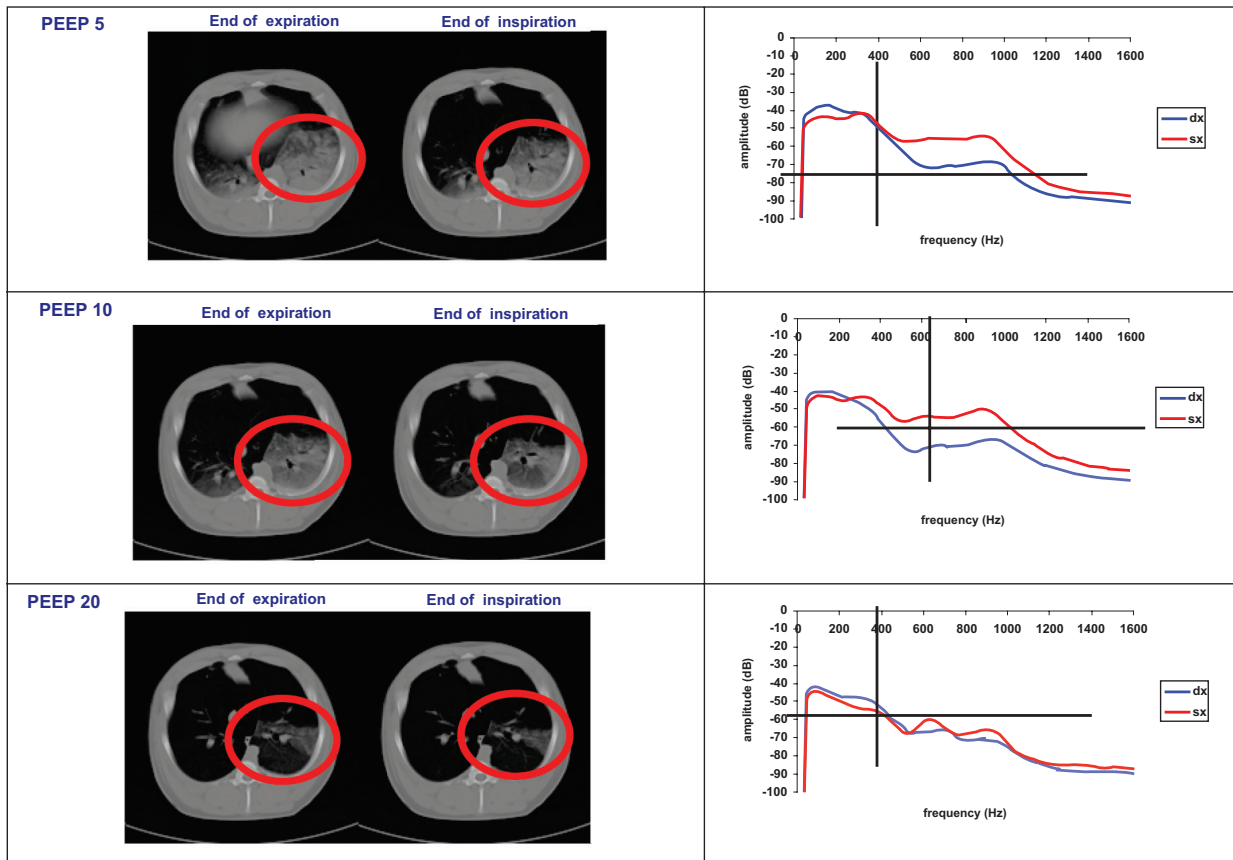 PEEP 5
End of expiration
End of inspiration
0
0 200 400 600 800 1000 1200 1400 1600
-10
-20
-30
-40
-50
-60
-70
-80
-90
-100
amplitude (dB)
frequency (Hz)
dx
sx
PEEP 10
End of expiration
End of inspiration
0
0 200 400 600 800 1000 1200 1400 1600
-10
-20
-30
-40
-50
-60
-70
-80
-90
-100
amplitude (dB)
frequency (Hz)
dx
sx
PEEP 20
End of expiration
End of inspiration
0
0 200 400 600 800 1000 1200 1400 1600
-10
-20
-30
-40
-50
-60
-70
-80
-90
-100
amplitude (dB)
frequency (Hz)
dx
sx